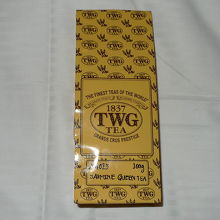 THE FINEST TEAS OF THE WORLD
1837
TWG
TEA
GRANDS CRUS PRESTIGE
100g
JASMINE QUEEN TEA